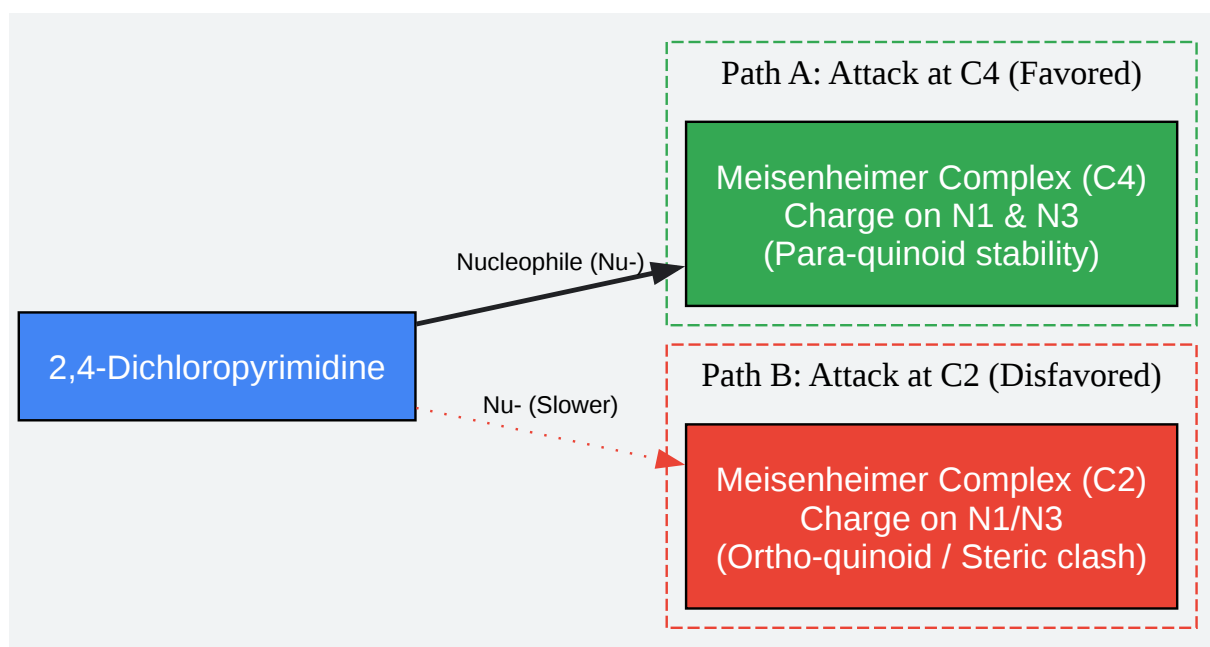 Path A: Attack at C4 (Favored)
Meisenheimer Complex (C4)
Charge on N1 & N3
(Para-quinoid stability)
Nucleophile (Nu-)
2,4-Dichloropyrimidine
Nu- (Slower)
Path B: Attack at C2 (Disfavored)
Meisenheimer Complex (C2)
Charge on N1/N3
(Ortho-quinoid / Steric clash)